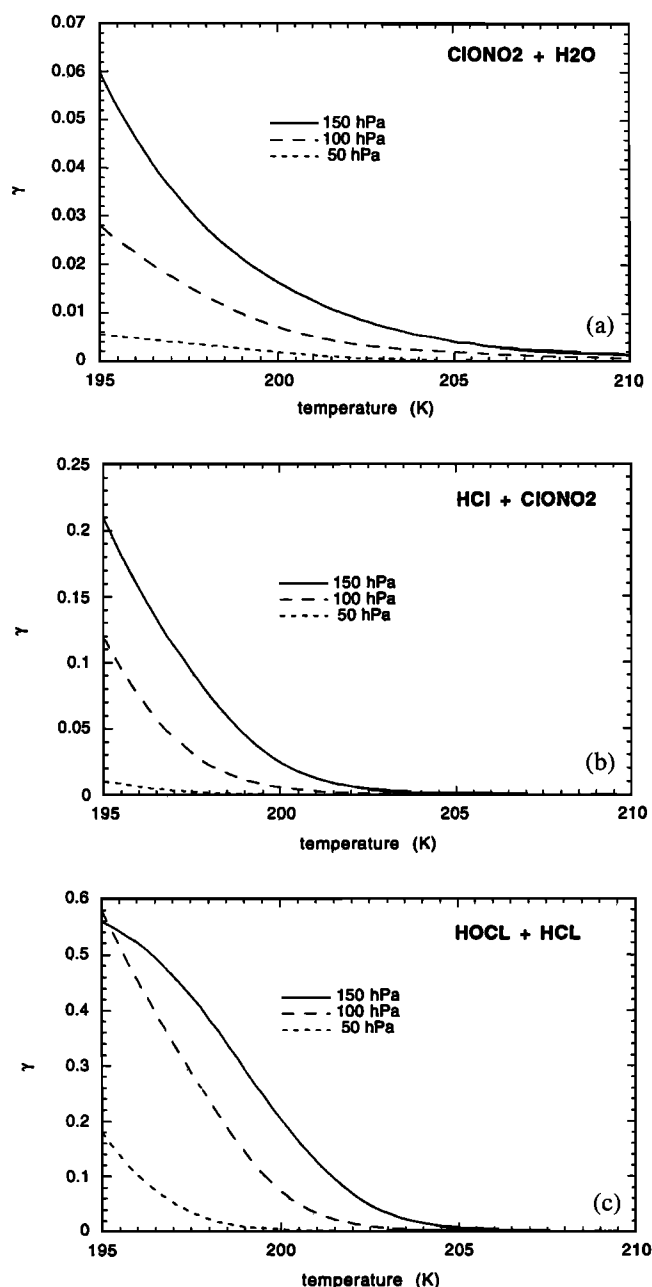 0.07
ClONO2 + H2O
0.06
0.05
150 hPa
100 hPa
50 hPa
0.04
γ
0.03
0.02
0.01
(a)
0
195 200 205 210
temperature (K)
0.25
HCl + ClONO2
0.2
150 hPa
100 hPa
50 hPa
0.15
γ
0.1
0.05
(b)
0
195 200 205 210
temperature (K)
0.6
HOCL + HCL
0.5
150 hPa
100 hPa
50 hPa
0.4
γ
0.3
0.2
0.1
(c)
0
195 200 205 210
temperature (K)